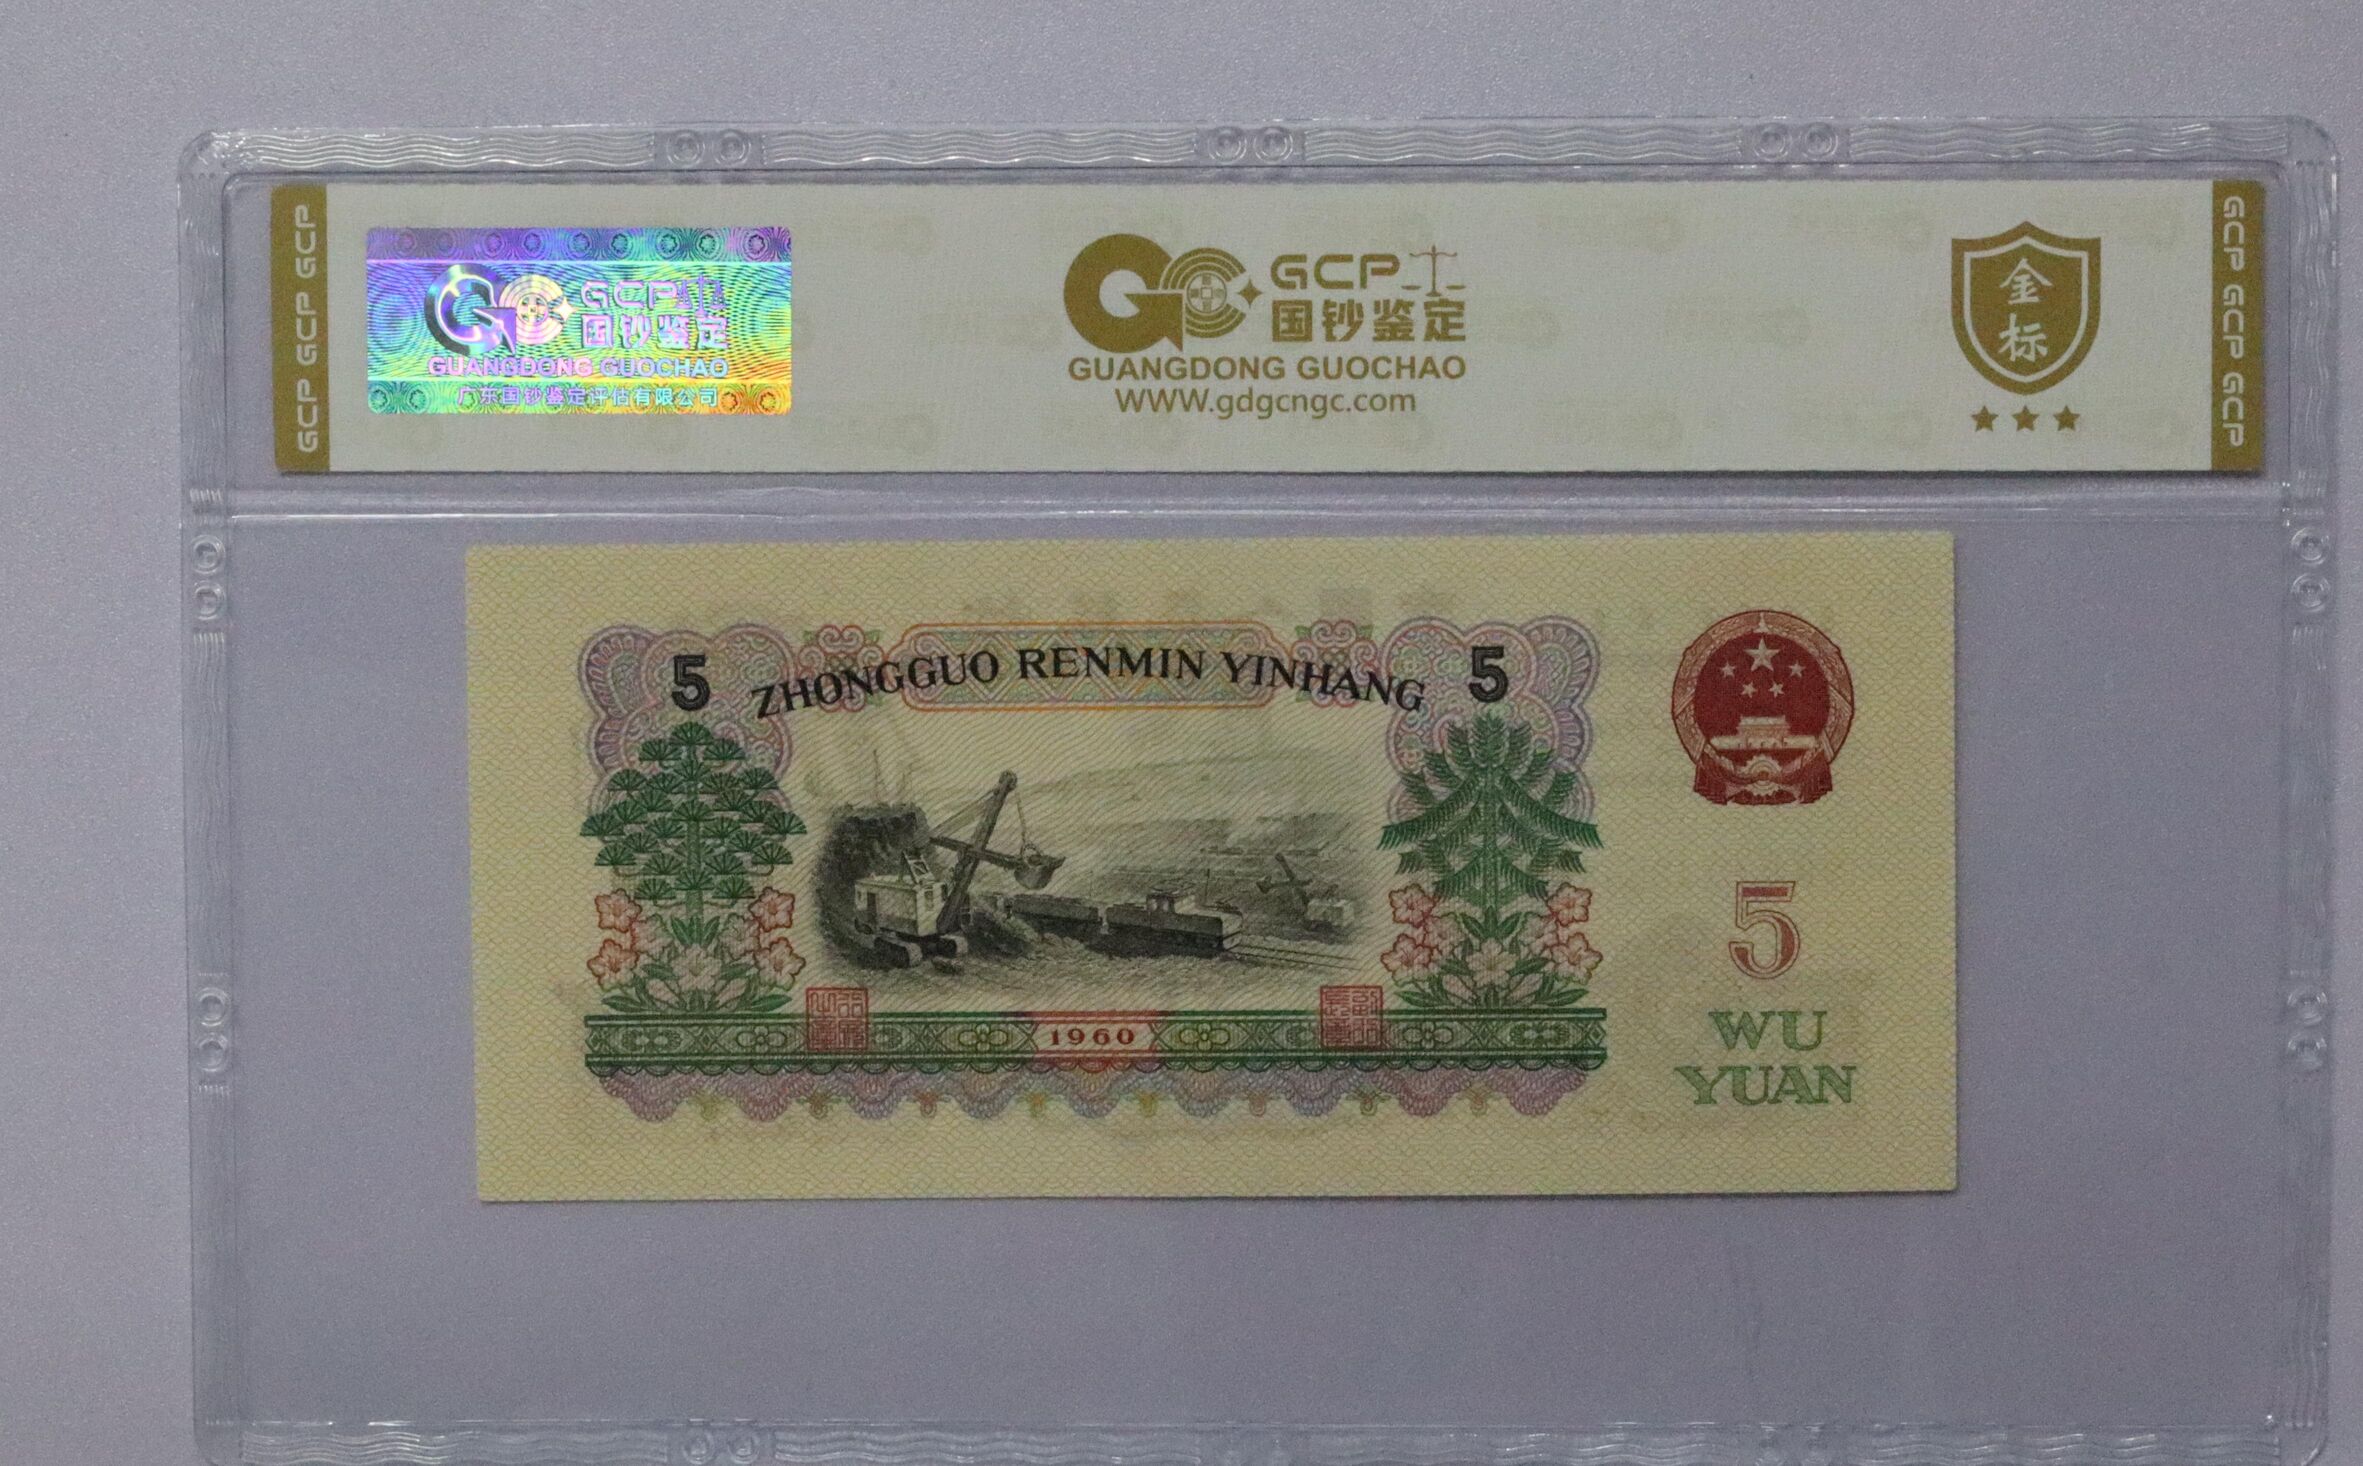 GCP GCP GCP
GCP
国钞鉴定
GUANGDONG GUOCHAO
广东国钞鉴定评估有限公司
GCP
国钞鉴定
GUANGDONG GUOCHAO
WWW.gdgcngc.com
金
标
GCP GCP GCP
5
ZHONGGUO RENMIN YINHANG
5
5
WU
YUAN
1960